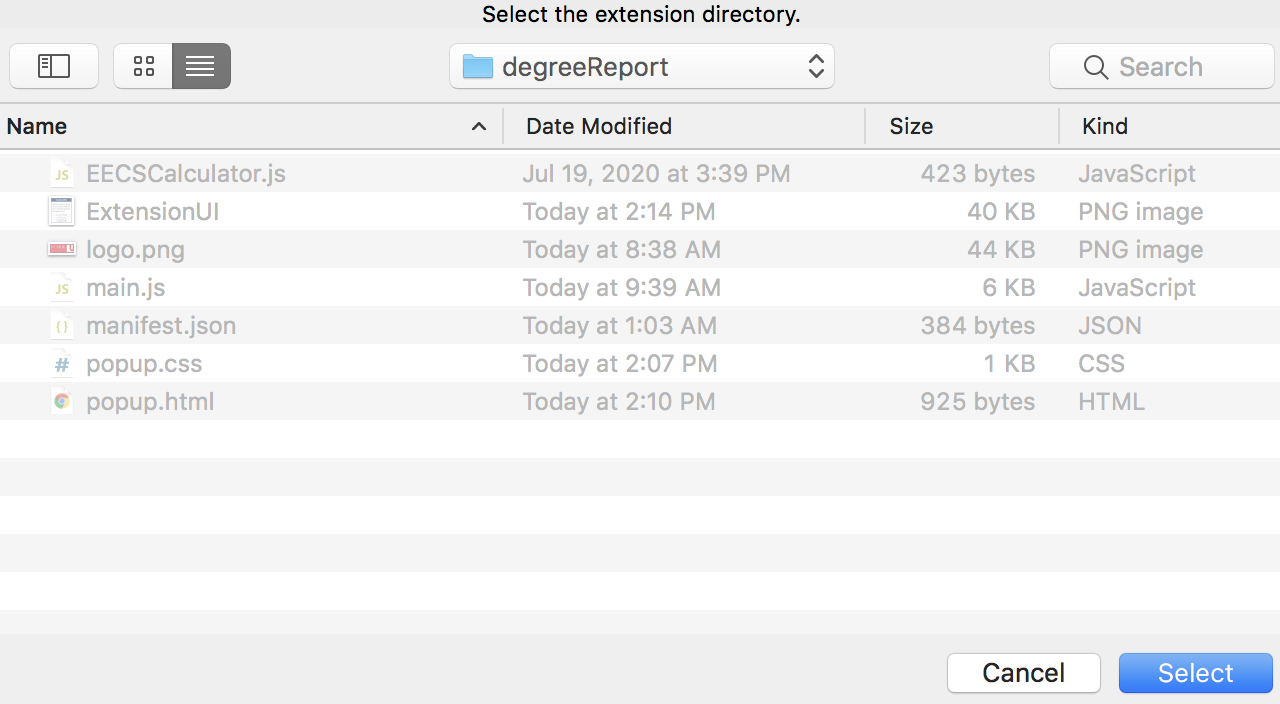 Select the extension directory.
degreeReport
Search
Name Date Modified Size Kind
EECSCalculator.js Jul 19, 2020 at 3:39 PM 423 bytes JavaScript
ExtensionUI Today at 2:14 PM 40 KB PNG image
logo.png Today at 8:38 AM 44 KB PNG image
main.js Today at 9:39 AM 6 KB JavaScript
manifest.json Today at 1:03 AM 384 bytes JSON
popup.css Today at 2:07 PM 1 KB CSS
popup.html Today at 2:10 PM 925 bytes HTML
Cancel Select